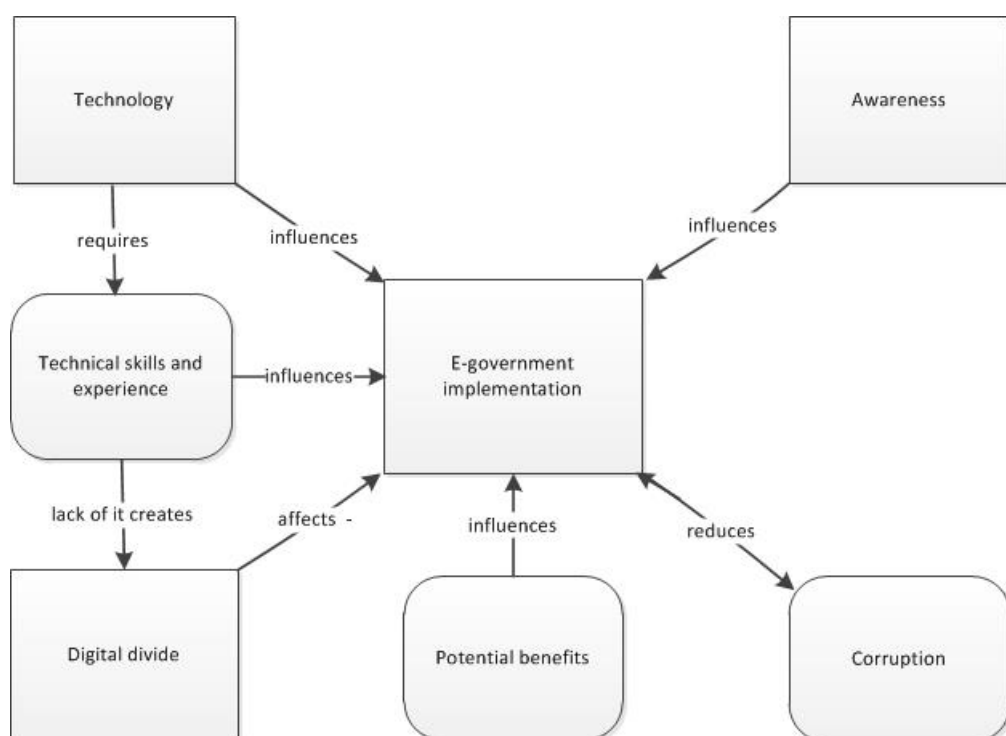 Technology
Awareness
requires
influences
influences
Technical skills and
experience
influences
E-government
implementation
lack of it creates
affects -
influences
reduces
Digital divide
Potential benefits
Corruption